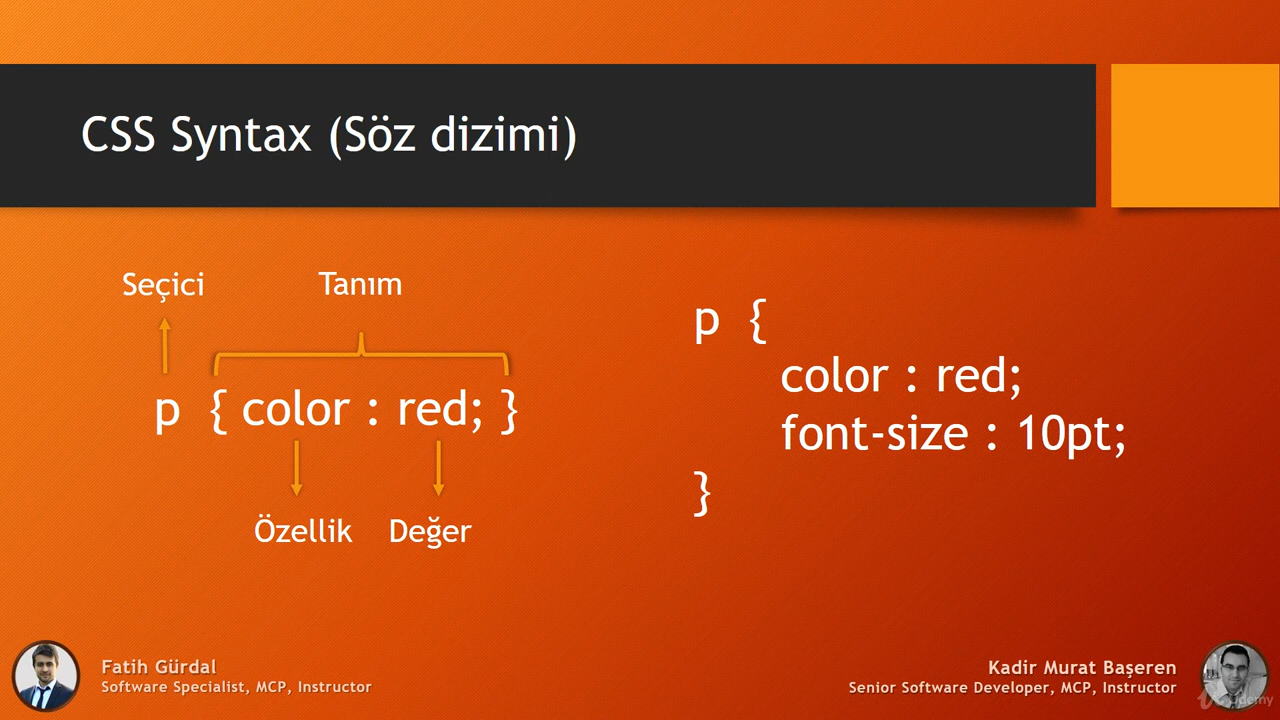 CSS Syntax (Söz dizimi)
Seçici
Tanım
p { color : red; }
Özellik
Değer
p {
color : red;
font-size : 10pt;
}
Fatih Gürdal
Software Specialist, MCP, Instructor
Kadir Murat Başeren
Senior Software Developer, MCP, Instructor
Udemy